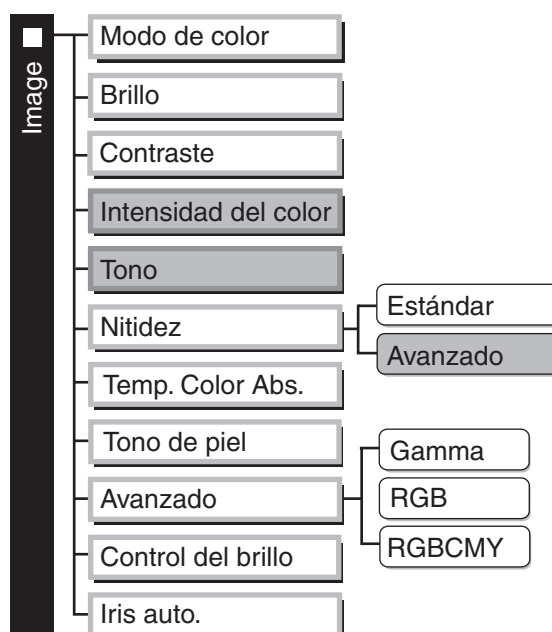 Image
Modo de color
Brillo
Contraste
Intensidad del color
Tono
Nitidez
Estándar
Avanzado
Temp. Color Abs.
Tono de piel
Avanzado
Gamma
RGB
RGBCMY
Control del brillo
Iris auto.